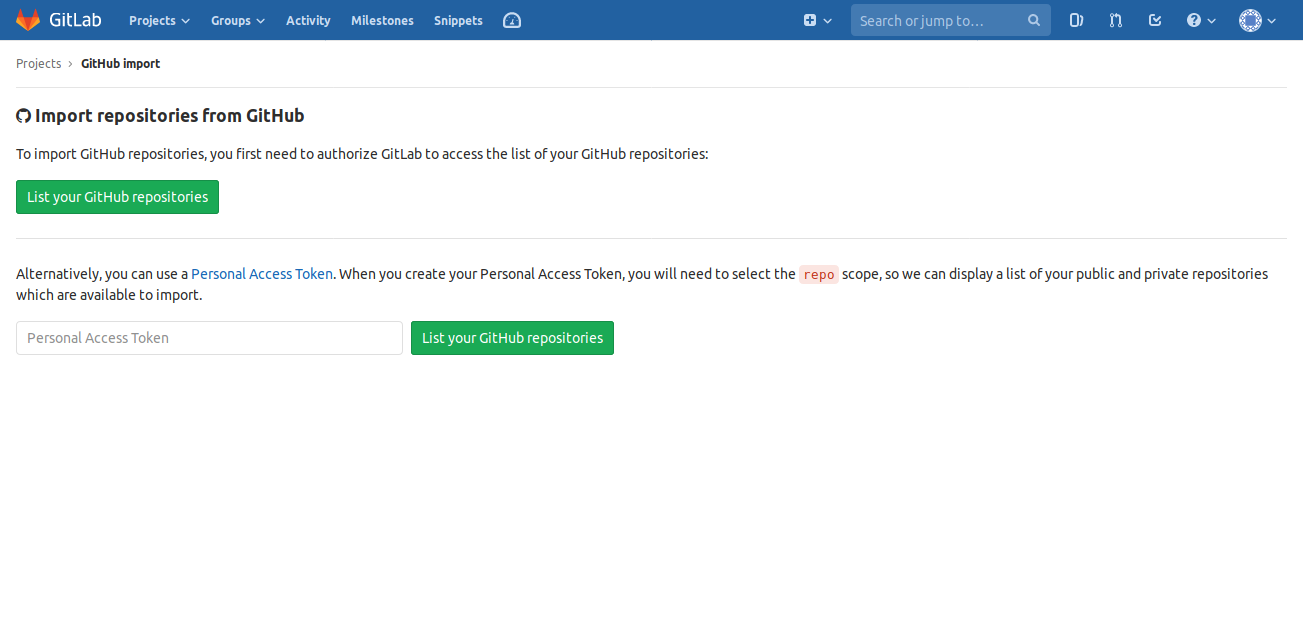 GitLab Projects Groups Activity Milestones Snippets Search or jump to…
Projects › GitHub import
Import repositories from GitHub
To import GitHub repositories, you first need to authorize GitLab to access the list of your GitHub repositories:
List your GitHub repositories
Alternatively, you can use a Personal Access Token. When you create your Personal Access Token, you will need to select the repo scope, so we can display a list of your public and private repositories
which are available to import.
Personal Access Token List your GitHub repositories